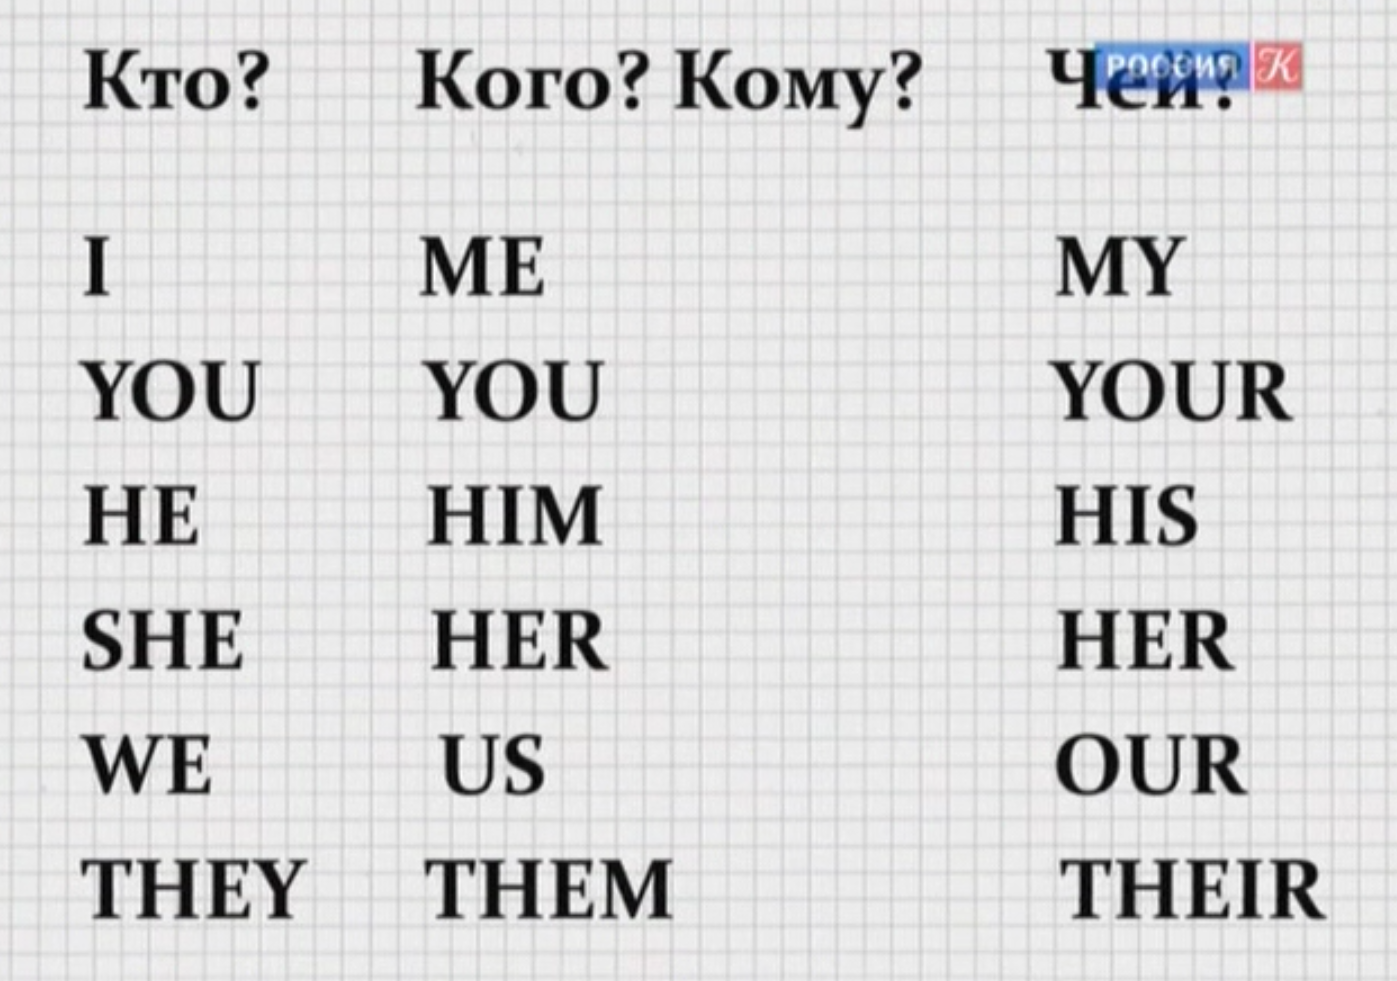 Кто? Кого? Кому? Чей?
РОССИЯ К
I ME MY
YOU YOU YOUR
HE HIM HIS
SHE HER HER
WE US OUR
THEY THEM THEIR